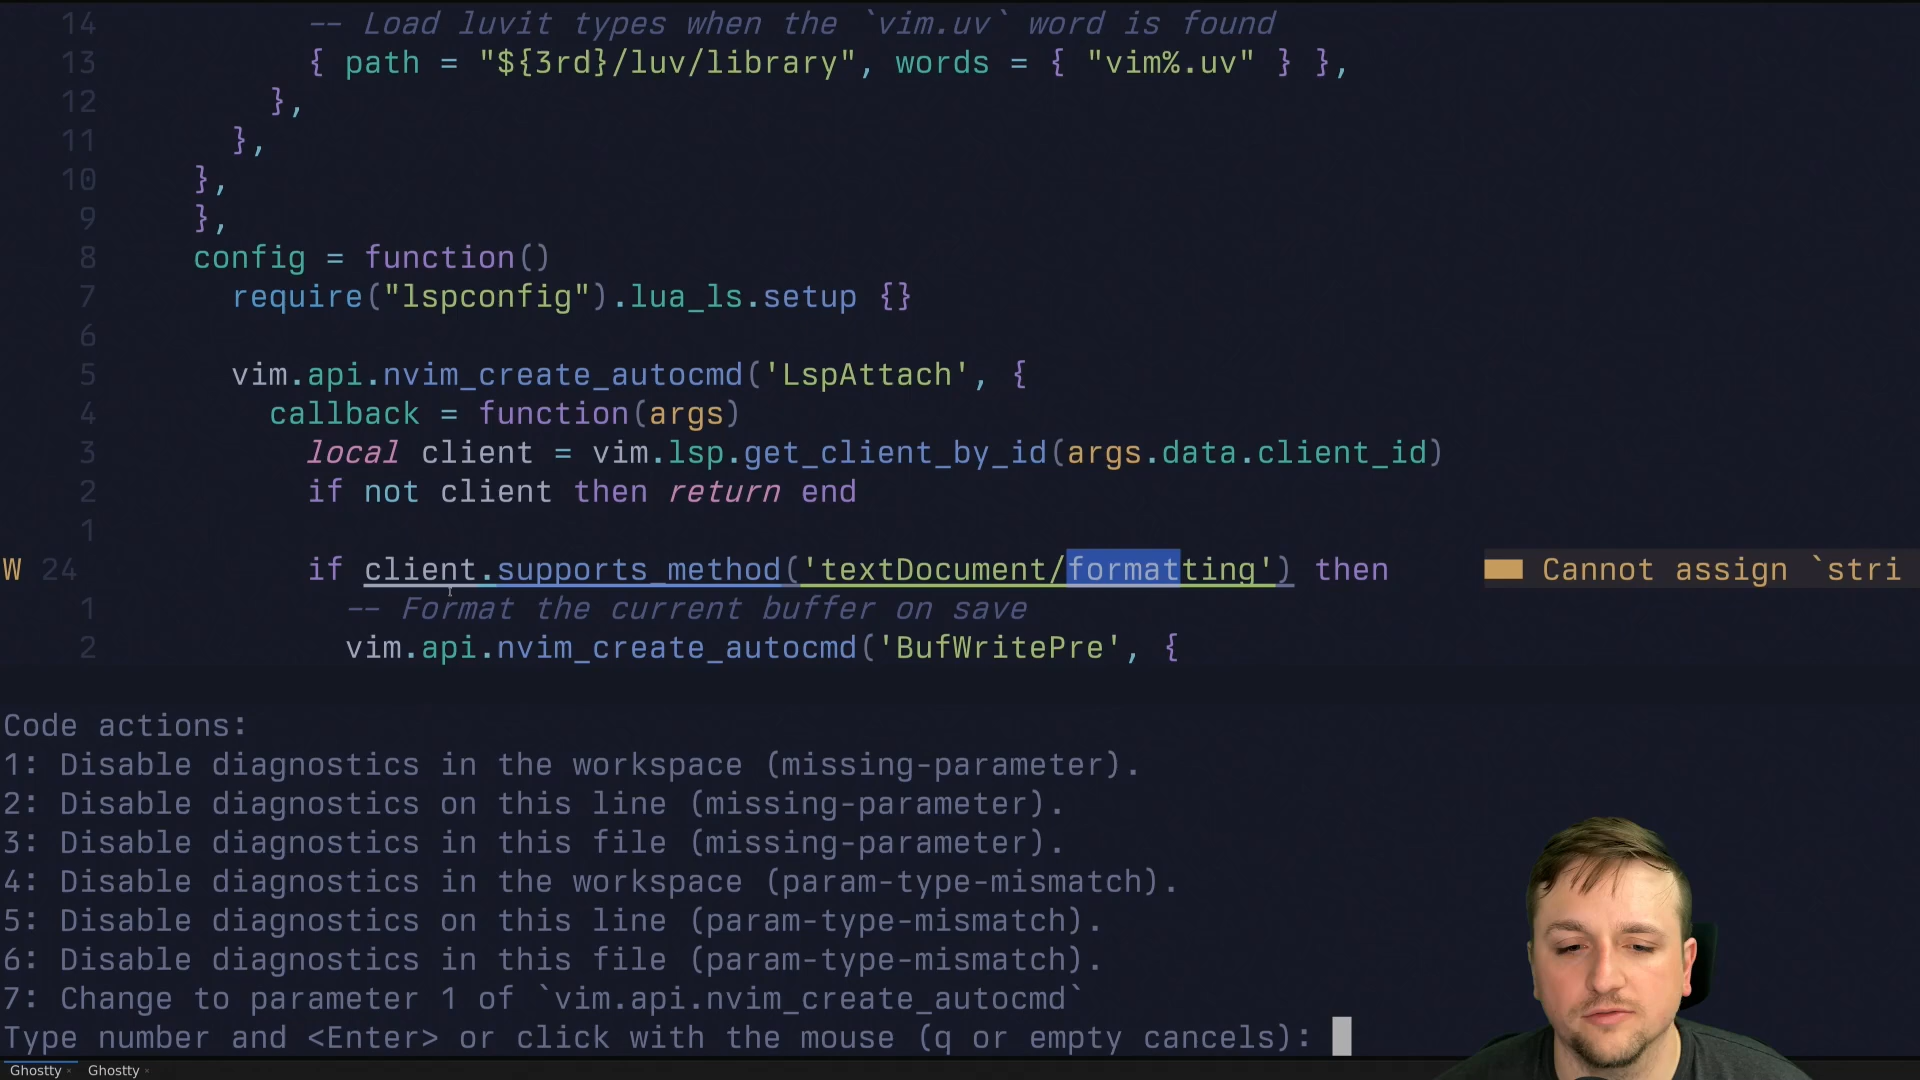 14 -- Load luvit types when the `vim.uv` word is found
13 { path = "${3rd}/luv/library", words = { "vim%.uv" } },
12 },
11 },
10 },
9 },
8 config = function()
7 require("lspconfig").lua_ls.setup {}
6
5 vim.api.nvim_create_autocmd('LspAttach', {
4 callback = function(args)
3 local client = vim.lsp.get_client_by_id(args.data.client_id)
2 if not client then return end
1
W 24 if client.supports_method('textDocument/formatting') then Cannot assign `stri
1 -- Format the current buffer on save
2 vim.api.nvim_create_autocmd('BufWritePre', {
Code actions:
1: Disable diagnostics in the workspace (missing-parameter).
2: Disable diagnostics on this line (missing-parameter).
3: Disable diagnostics in this file (missing-parameter).
4: Disable diagnostics in the workspace (param-type-mismatch).
5: Disable diagnostics on this line (param-type-mismatch).
6: Disable diagnostics in this file (param-type-mismatch).
7: Change to parameter 1 of `vim.api.nvim_create_autocmd`
Type number and <Enter> or click with the mouse (q or empty cancels):
Ghostty Ghostty